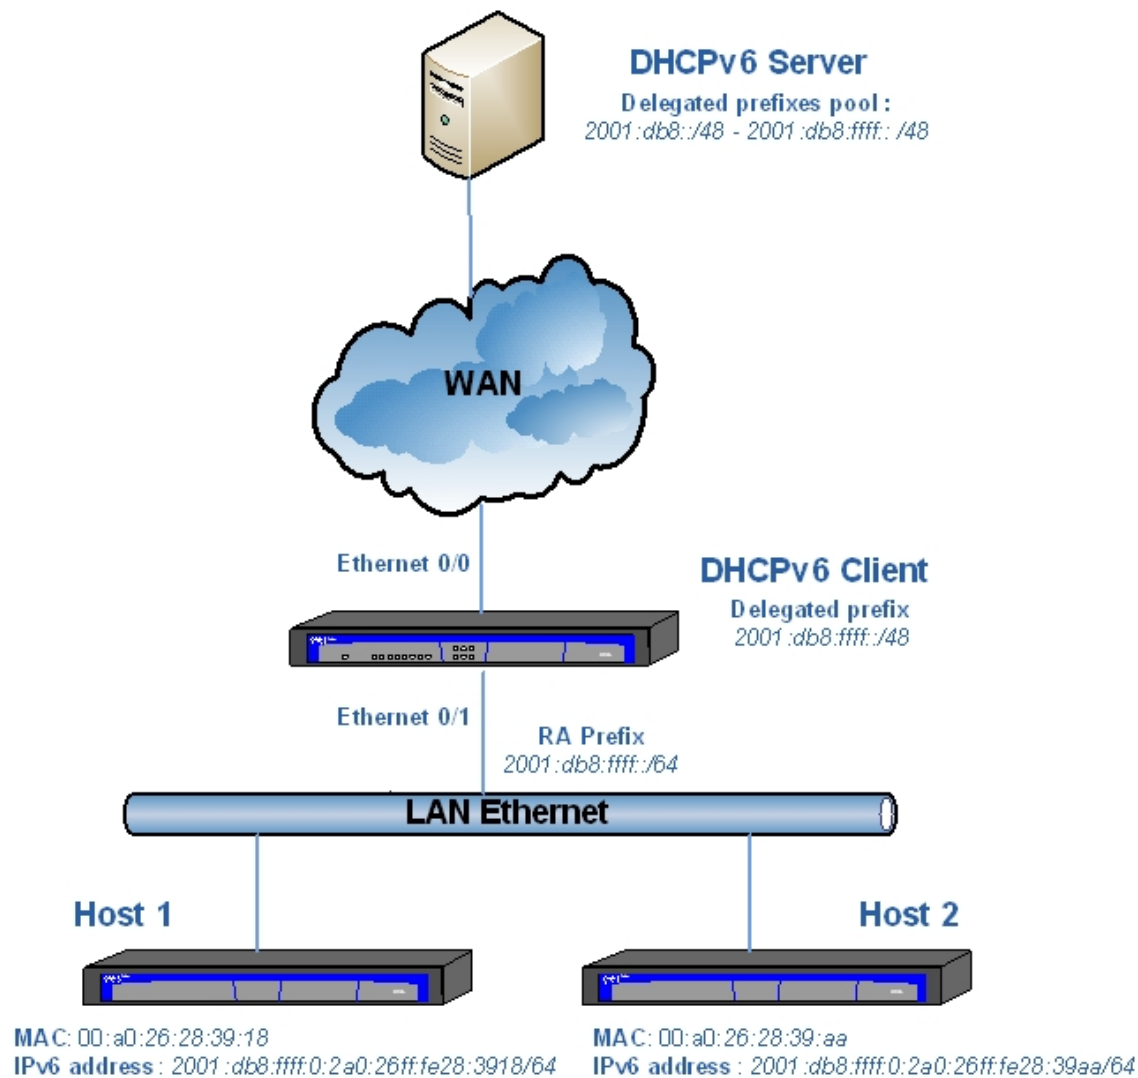 DHCPv6 Server
Delegated prefixes pool :
2001:db8::/48 - 2001:db8:ffff:: /48
WAN
Ethernet 0/0
DHCPv6 Client
Delegated prefix
2001:db8:ffff::/48
Ethernet 0/1
RA Prefix
2001:db8:ffff::/64
LAN Ethernet
Host 1
Host 2
MAC: 00:a0:26:28:39:18
IPv6 address : 2001:db8:ffff:0:2a0:26ff:fe28:3918/64
MAC: 00:a0:26:28:39:aa
IPv6 address : 2001:db8:ffff:0:2a0:26ff:fe28:39aa/64